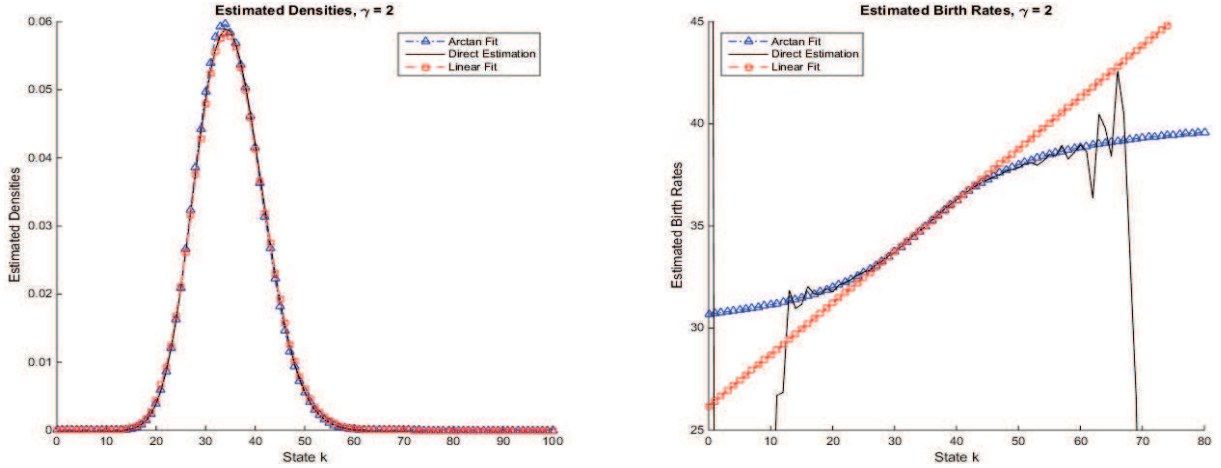 Estimated Densities, γ = 2
Arctan Fit
Direct Estimation
Linear Fit
Estimated Densities
0.06
0.05
0.04
0.03
0.02
0.01
0
0 10 20 30 40 50 60 70 80 90 100
State k
Estimated Birth Rates, γ = 2
Arctan Fit
Direct Estimation
Linear Fit
Estimated Birth Rates
45
40
35
30
25
0 10 20 30 40 50 60 70 80
State k